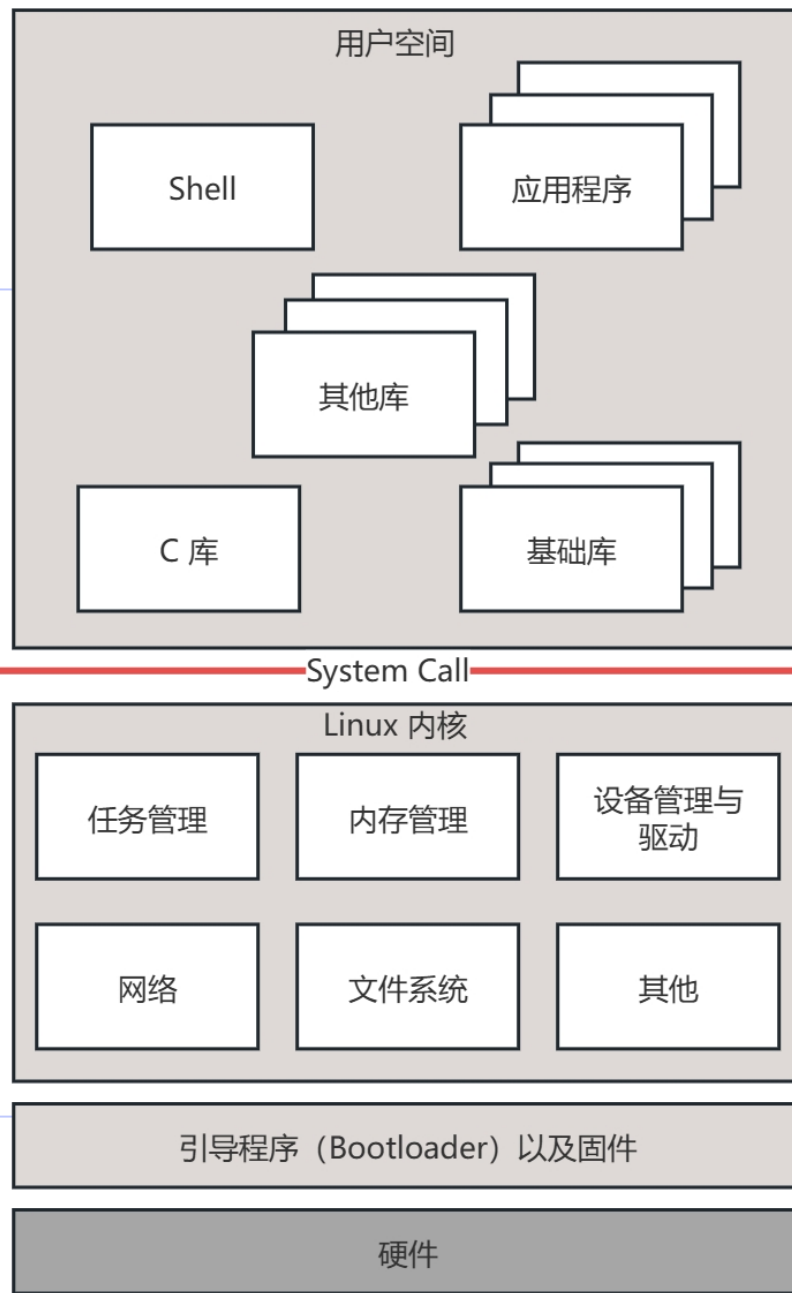 用户空间
Shell
应用程序
其他库
C 库
基础库
System Call
Linux 内核
任务管理
内存管理
设备管理与
驱动
网络
文件系统
其他
引导程序（Bootloader）以及固件
硬件